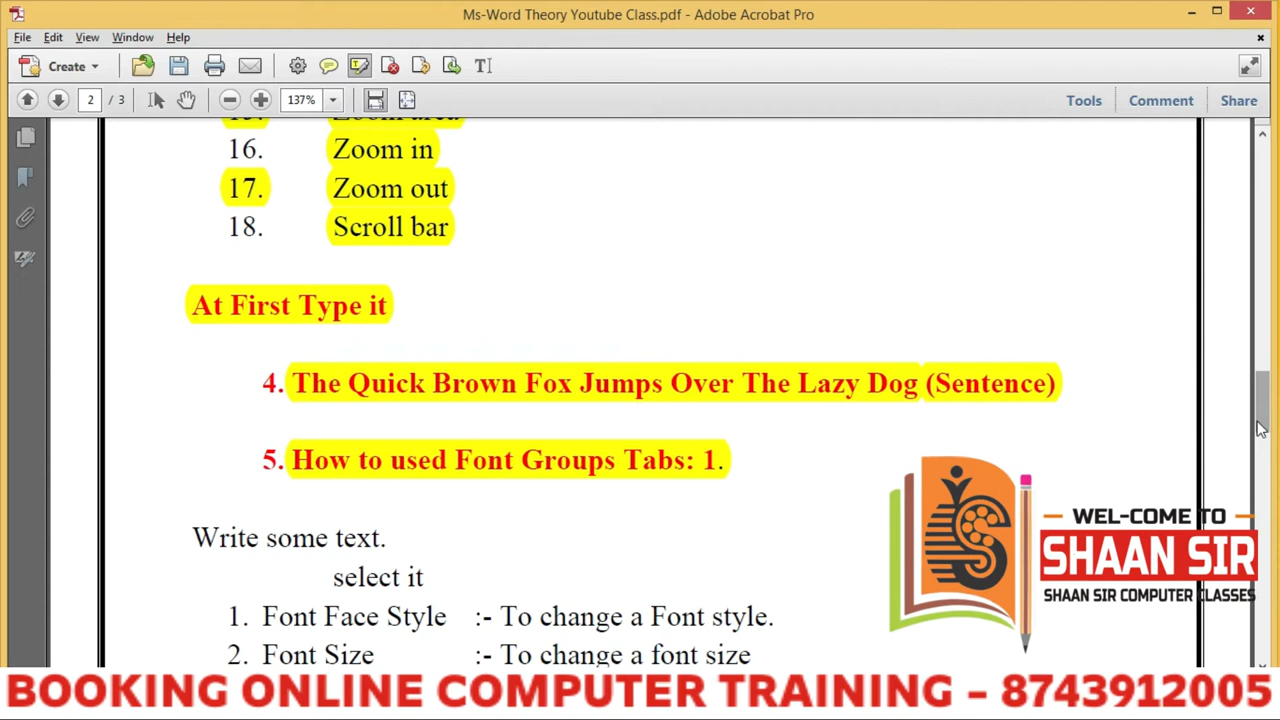 Ms-Word Theory Youtube Class.pdf - Adobe Acrobat Pro
File Edit View Window Help
Create
2 / 3 137% Tools Comment Share
15. Zoom area
16. Zoom in
17. Zoom out
18. Scroll bar
At First Type it
4. The Quick Brown Fox Jumps Over The Lazy Dog (Sentence)
5. How to used Font Groups Tabs: 1.
Write some text.
select it
1. Font Face Style :- To change a Font style.
2. Font Size :- To change a font size
WEL-COME TO
SHAAN SIR
SHAAN SIR COMPUTER CLASSES
BOOKING ONLINE COMPUTER TRAINING – 8743912005